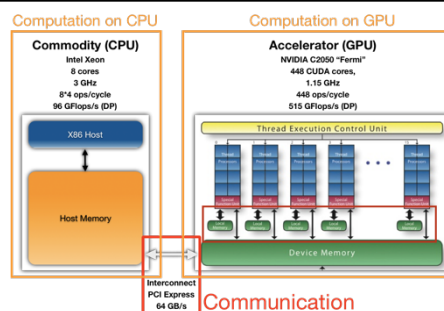 Computation on CPU
Computation on GPU
Commodity (CPU)
Intel Xeon
8 cores
3 GHz
8*4 ops/cycle
96 GFlops/s (DP)
X86 Host
Host Memory
Accelerator (GPU)
NVIDIA C2050 "Fermi"
448 CUDA cores,
1.15 GHz
448 ops/cycle
515 GFlops/s (DP)
Thread Execution Control Unit
Device Memory
Interconnect
PCI Express
64 GB/s
Communication